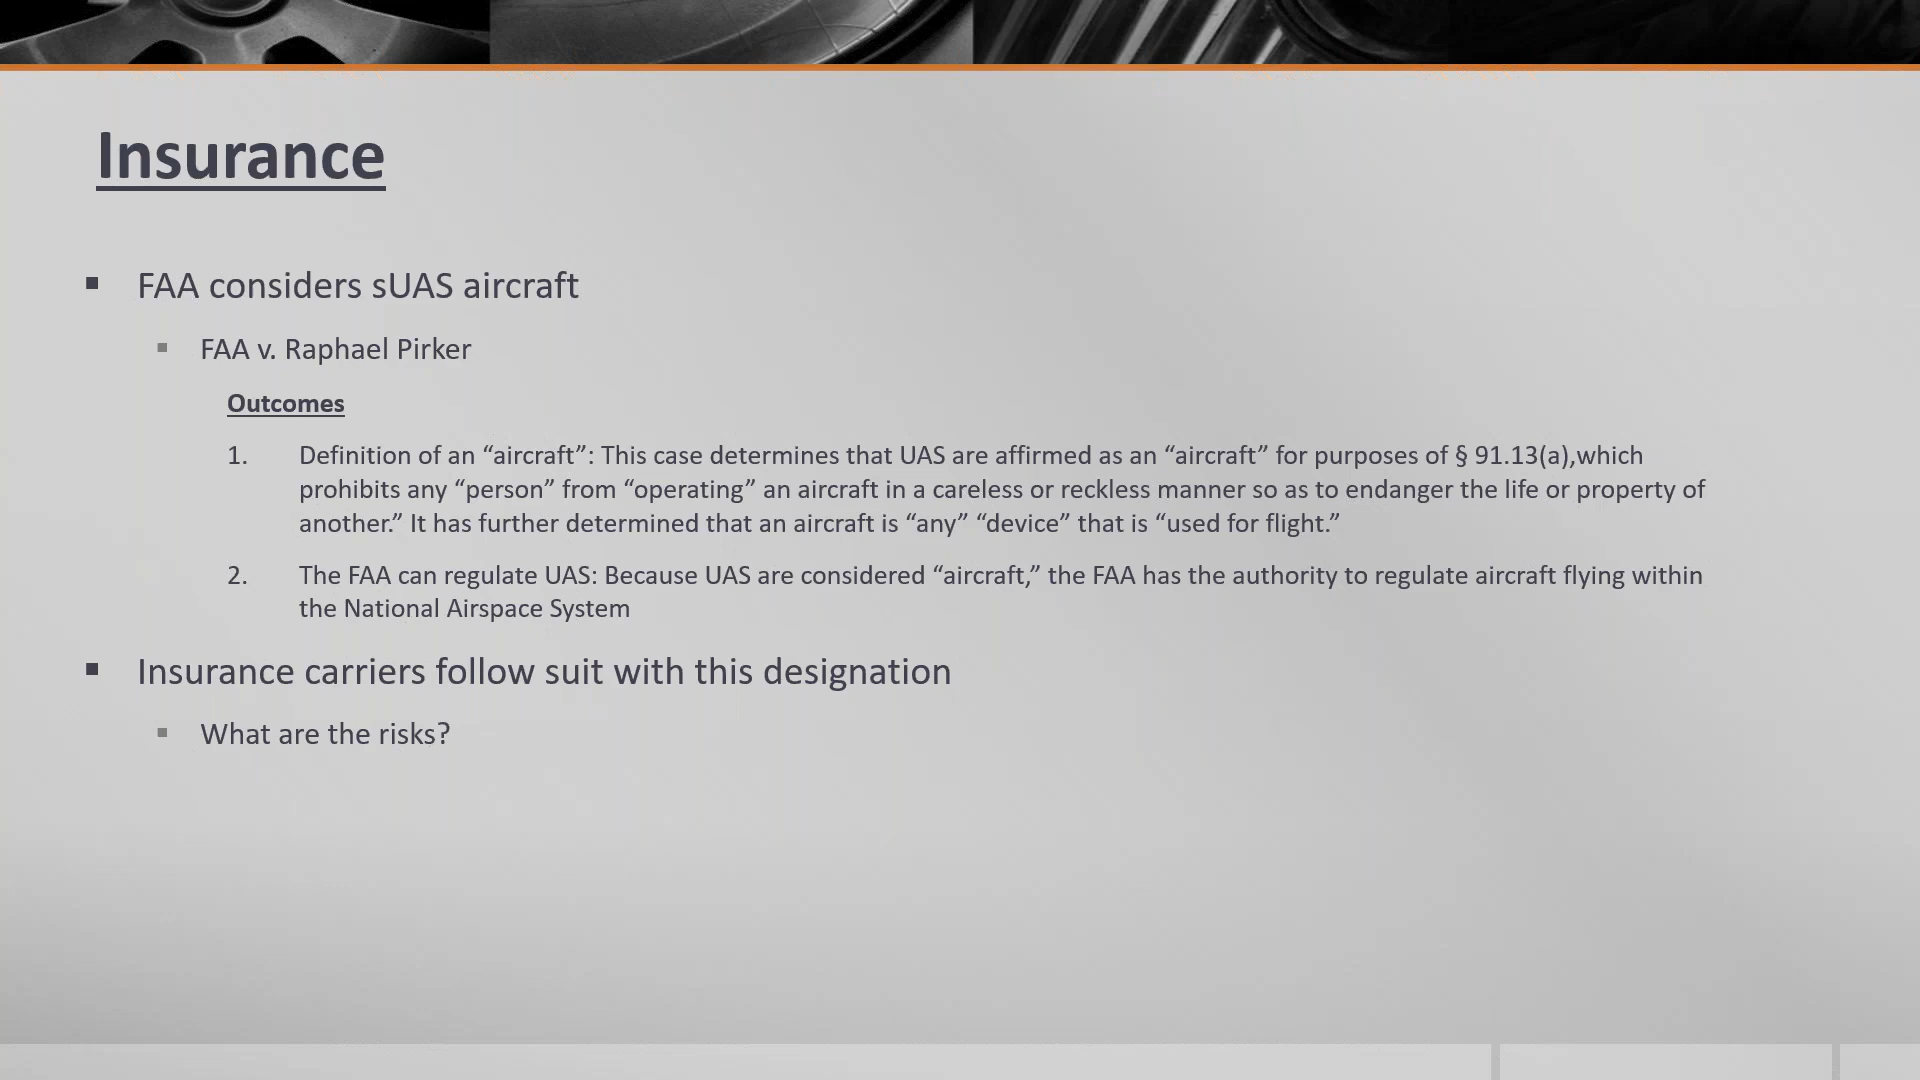 Insurance
FAA considers sUAS aircraft
FAA v. Raphael Pirker
Outcomes
1. Definition of an “aircraft”: This case determines that UAS are affirmed as an “aircraft” for purposes of § 91.13(a),which
prohibits any “person” from “operating” an aircraft in a careless or reckless manner so as to endanger the life or property of
another.” It has further determined that an aircraft is “any” “device” that is “used for flight.”
2. The FAA can regulate UAS: Because UAS are considered “aircraft,” the FAA has the authority to regulate aircraft flying within
the National Airspace System
Insurance carriers follow suit with this designation
What are the risks?